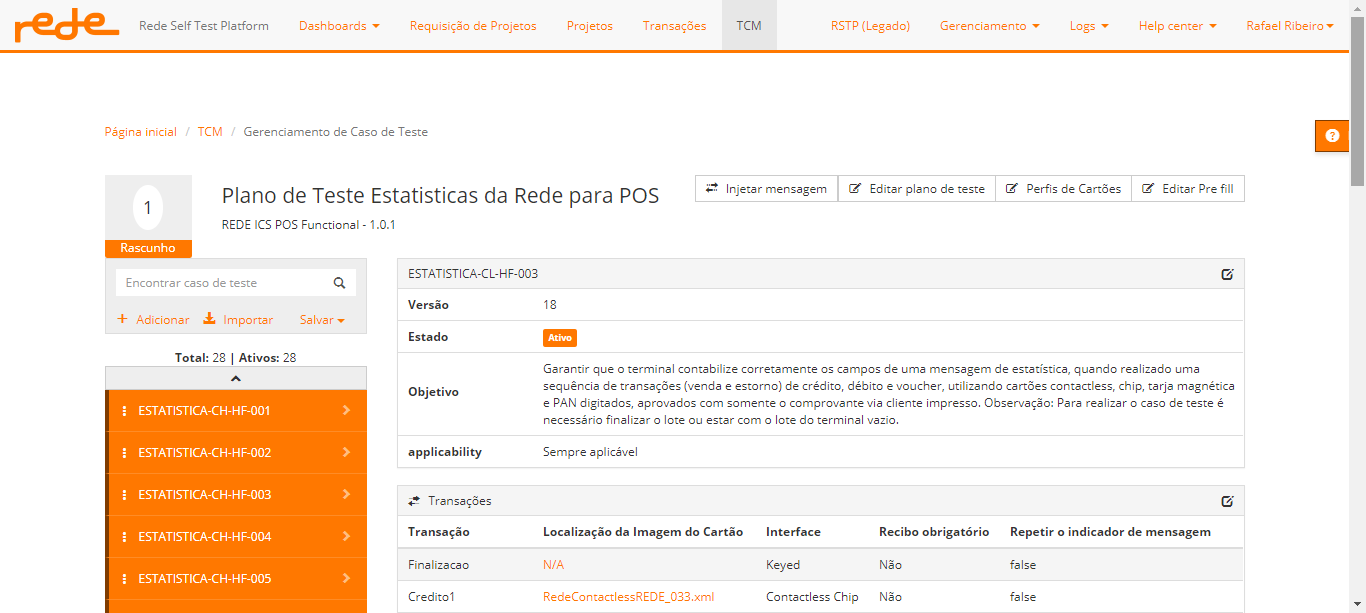 rede Rede Self Test Platform Dashboards Requisição de Projetos Projetos Transações TCM RSTP (Legado) Gerenciamento Logs Help center Rafael Ribeiro
Página inicial / TCM / Gerenciamento de Caso de Teste
?
1
Rascunho
Plano de Teste Estatisticas da Rede para POS
REDE ICS POS Functional - 1.0.1
Injetar mensagem Editar plano de teste Perfis de Cartões Editar Pre fill
Encontrar caso de teste
+ Adicionar Importar Salvar
Total: 28 | Ativos: 28
ESTATISTICA-CH-HF-001
ESTATISTICA-CH-HF-002
ESTATISTICA-CH-HF-003
ESTATISTICA-CH-HF-004
ESTATISTICA-CH-HF-005
ESTATISTICA-CL-HF-003
Versão 18
Estado Ativo
Objetivo
Garantir que o terminal contabilize corretamente os campos de uma mensagem de estatística, quando realizado uma
sequência de transações (venda e estorno) de crédito, débito e voucher, utilizando cartões contactless, chip, tarja magnética
e PAN digitados, aprovados com somente o comprovante via cliente impresso. Observação: Para realizar o caso de teste é
necessário finalizar o lote ou estar com o lote do terminal vazio.
applicability Sempre aplicável
Transações
Transação Localização da Imagem do Cartão Interface Recibo obrigatório Repetir o indicador de mensagem
Finalizacao N/A Keyed Não false
Credito1 RedeContactlessREDE_033.xml Contactless Chip Não false